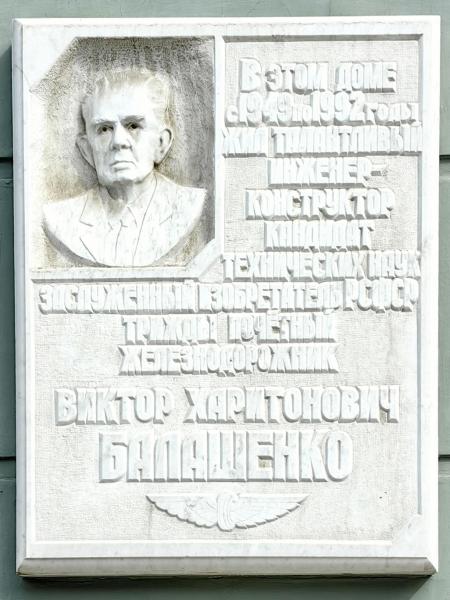 В ЭТОМ ДОМЕ
с 1949 по 1992 годы
ЖИЛ ТАЛАНТЛИВЫЙ
ИНЖЕНЕР-
КОНСТРУКТОР
КАНДИДАТ
ТЕХНИЧЕСКИХ НАУК
ЗАСЛУЖЕННЫЙ ИЗОБРЕТАТЕЛЬ РСФСР
ТРИЖДЫ ПОЧЁТНЫЙ
ЖЕЛЕЗНОДОРОЖНИК
ВИКТОР ХАРИТОНОВИЧ
БАЛАШЕНКО